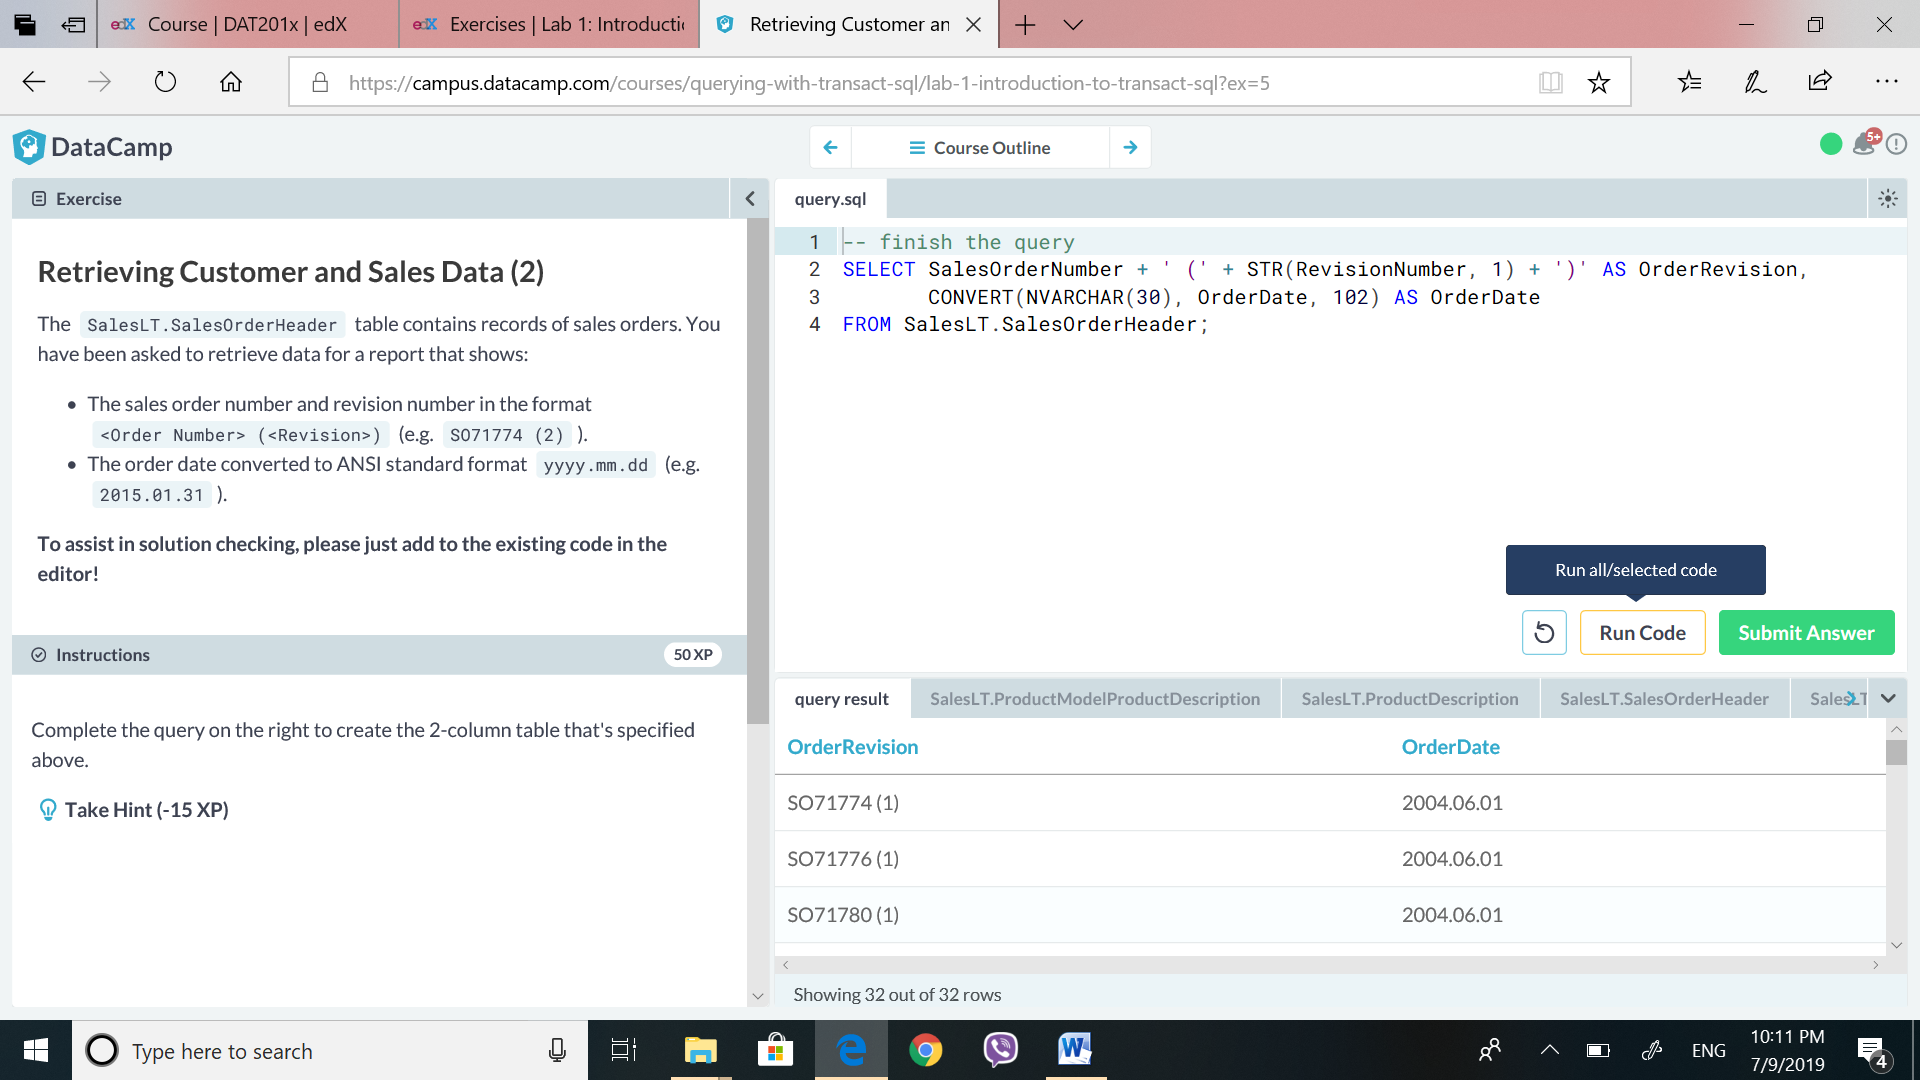 edX Course | DAT201x | edX
edX Exercises | Lab 1: Introductic
Retrieving Customer an
https://campus.datacamp.com/courses/querying-with-transact-sql/lab-1-introduction-to-transact-sql?ex=5
DataCamp
Course Outline
5+
Exercise
Retrieving Customer and Sales Data (2)
The SalesLT.SalesOrderHeader table contains records of sales orders. You
have been asked to retrieve data for a report that shows:
• The sales order number and revision number in the format
<Order Number> (<Revision>) (e.g. SO71774 (2) ).
• The order date converted to ANSI standard format yyyy.mm.dd (e.g.
2015.01.31 ).
To assist in solution checking, please just add to the existing code in the
editor!
Instructions
50 XP
Complete the query on the right to create the 2-column table that's specified
above.
Take Hint (-15 XP)
query.sql
1 -- finish the query
2 SELECT SalesOrderNumber + ' (' + STR(RevisionNumber, 1) + ')' AS OrderRevision,
3 CONVERT(NVARCHAR(30), OrderDate, 102) AS OrderDate
4 FROM SalesLT.SalesOrderHeader;
Run all/selected code
Run Code
Submit Answer
query result
SalesLT.ProductModelProductDescription
SalesLT.ProductDescription
SalesLT.SalesOrderHeader
SalesLT
OrderRevision OrderDate
SO71774 (1) 2004.06.01
SO71776 (1) 2004.06.01
SO71780 (1) 2004.06.01
Showing 32 out of 32 rows
Type here to search
ENG
10:11 PM
7/9/2019
4